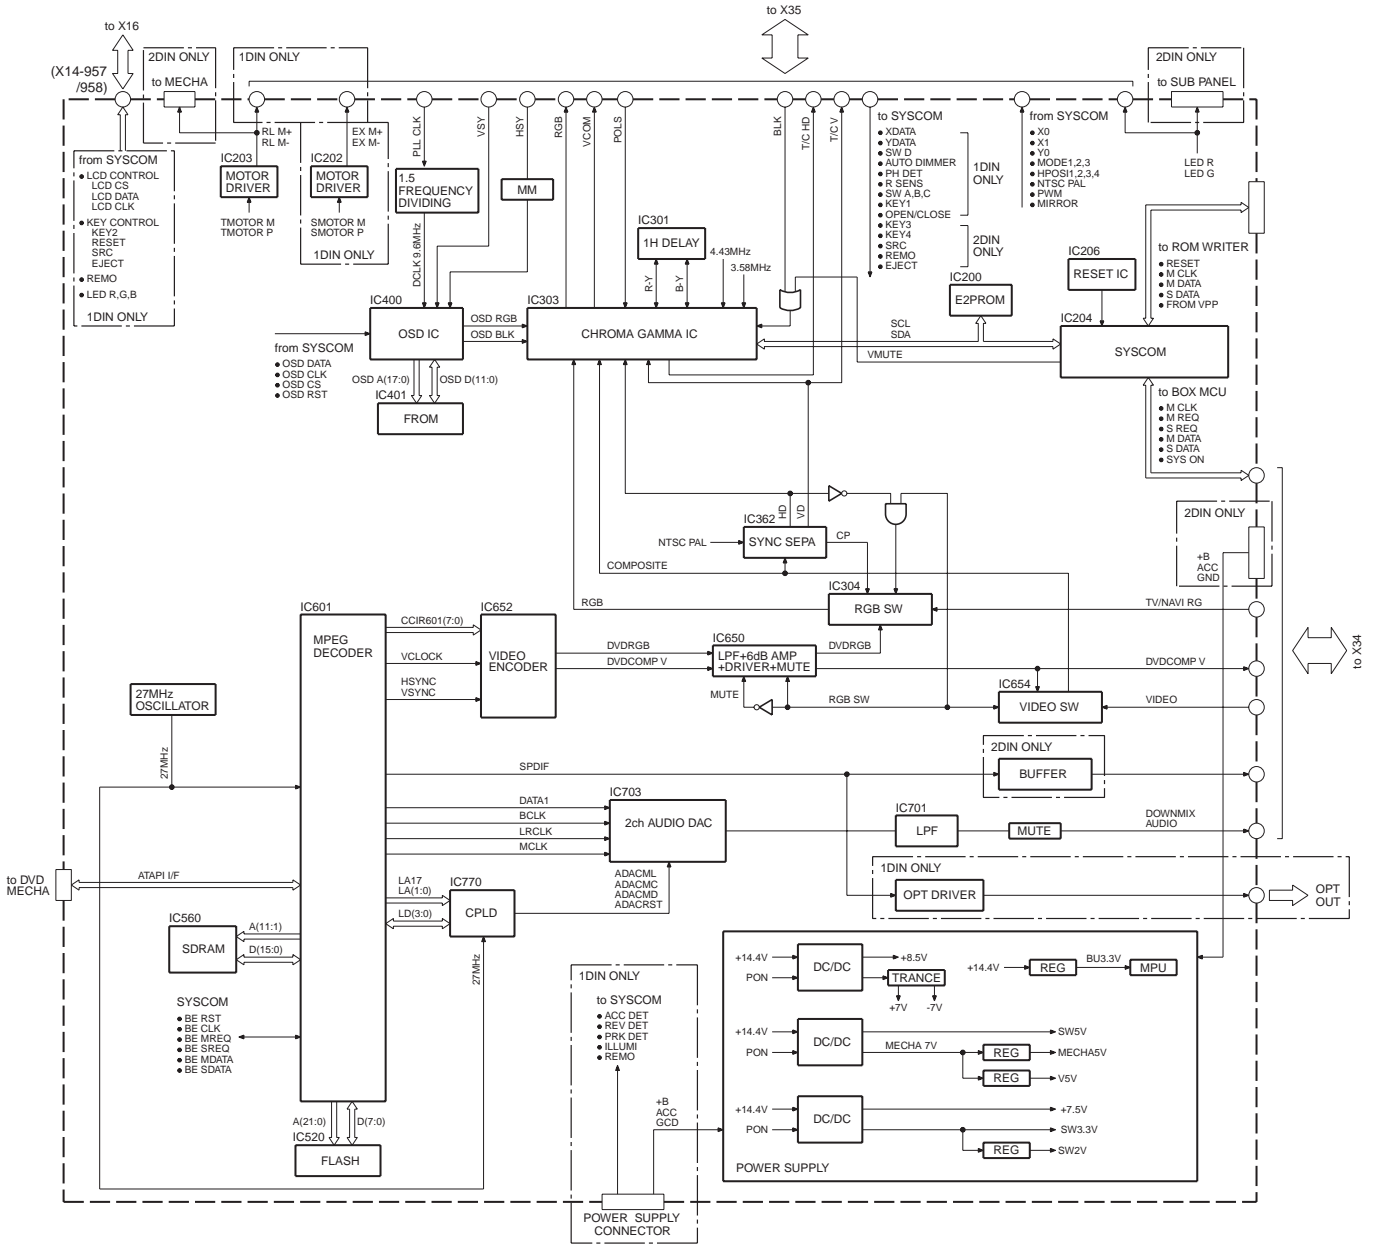 to X16
to X35
(X14-957
/958)
2DIN ONLY
to MECHA
1DIN ONLY
2DIN ONLY
to SUB PANEL
from SYSCOM
● LCD CONTROL
LCD CS
LCD DATA
LCD CLK
● KEY CONTROL
KEY2
RESET
SRC
EJECT
● REMO
● LED R,G,B
1DIN ONLY
RL M+
RL M-
IC203
MOTOR
DRIVER
TMOTOR M
TMOTOR P
EX M+
EX M-
IC202
MOTOR
DRIVER
SMOTOR M
SMOTOR P
1DIN ONLY
PLL CLK
1.5
FREQUENCY
DIVIDING
DCLK 9.6MHz
VSY
HSY
MM
RGB
VCOM
POLS
BLK
T/C HD
T/C V
IC301
1H DELAY
R-Y
B-Y
4.43MHz
3.58MHz
to SYSCOM
● XDATA
● YDATA
● SW D
● AUTO DIMMER
● PH DET
● R SENS
● SW A,B,C
● KEY1
● OPEN/CLOSE
● KEY3
● KEY4
● SRC
● REMO
● EJECT
1DIN
ONLY
2DIN
ONLY
from SYSCOM
● X0
● X1
● Y0
● MODE1,2,3
● HPOSI1,2,3,4
● NTSC PAL
● PWM
● MIRROR
LED R
LED G
IC206
RESET IC
to ROM WRITER
● RESET
● M CLK
● M DATA
● S DATA
● FROM VPP
IC200
E2PROM
IC204
SYSCOM
SCL
SDA
VMUTE
IC400
OSD IC
OSD RGB
OSD BLK
IC303
CHROMA GAMMA IC
from SYSCOM
● OSD DATA
● OSD CLK
● OSD CS
● OSD RST
OSD A(17:0)
OSD D(11:0)
IC401
FROM
to BOX MCU
● M CLK
● M REQ
● S REQ
● M DATA
● S DATA
● SYS ON
HD
VD
IC362
SYNC SEPA
NTSC PAL
CP
COMPOSITE
2DIN ONLY
+B
ACC
GND
IC304
RGB SW
RGB
TV/NAVI RG
IC601
MPEG
DECODER
CCIR601(7:0)
VCLOCK
HSYNC
VSYNC
IC652
VIDEO
ENCODER
DVDRGB
DVDCOMP V
IC650
LPF+6dB AMP
+DRIVER+MUTE
DVDRGB
MUTE
RGB SW
DVDCOMP V
IC654
VIDEO SW
VIDEO
to X34
27MHz
OSCILLATOR
27MHz
SPDIF
2DIN ONLY
BUFFER
DATA1
BCLK
LRCLK
MCLK
IC703
2ch AUDIO DAC
IC701
LPF
MUTE
DOWNMIX
AUDIO
to DVD
MECHA
ATAPI I/F
LA17
LA(1:0)
LD(3:0)
IC770
CPLD
ADACML
ADACMC
ADACMD
ADACRST
1DIN ONLY
OPT DRIVER
OPT
OUT
IC560
SDRAM
A(11:1)
D(15:0)
27MHz
SYSCOM
● BE RST
● BE CLK
● BE MREQ
● BE SREQ
● BE MDATA
● BE SDATA
A(21:0)
D(7:0)
IC520
FLASH
1DIN ONLY
to SYSCOM
● ACC DET
● REV DET
● PRK DET
● ILLUMI
● REMO
+B
ACC
GCD
POWER SUPPLY
CONNECTOR
+14.4V
PON
DC/DC
+8.5V
TRANCE
+7V
-7V
+14.4V
REG
BU3.3V
MPU
+14.4V
PON
DC/DC
SW5V
MECHA 7V
REG
MECHA5V
REG
V5V
+14.4V
PON
DC/DC
+7.5V
SW3.3V
REG
SW2V
POWER SUPPLY